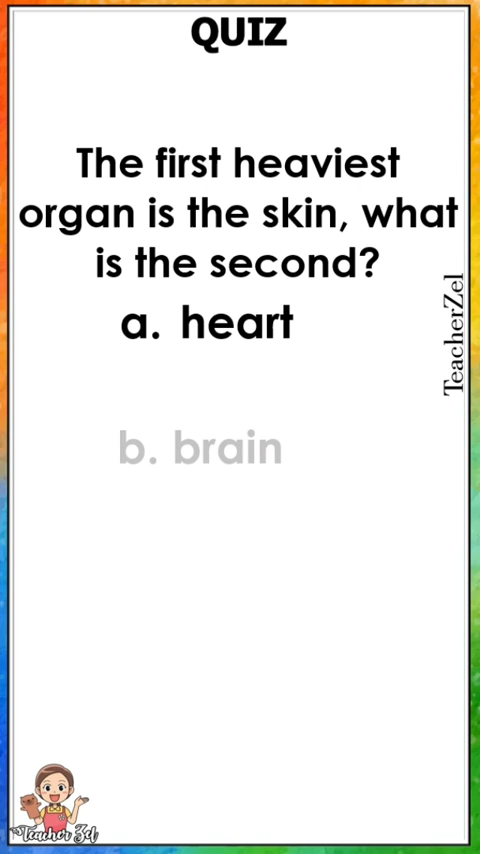 QUIZ
The first heaviest
organ is the skin, what
is the second?
a. heart
b. brain
TeacherZel
Teacher Zel